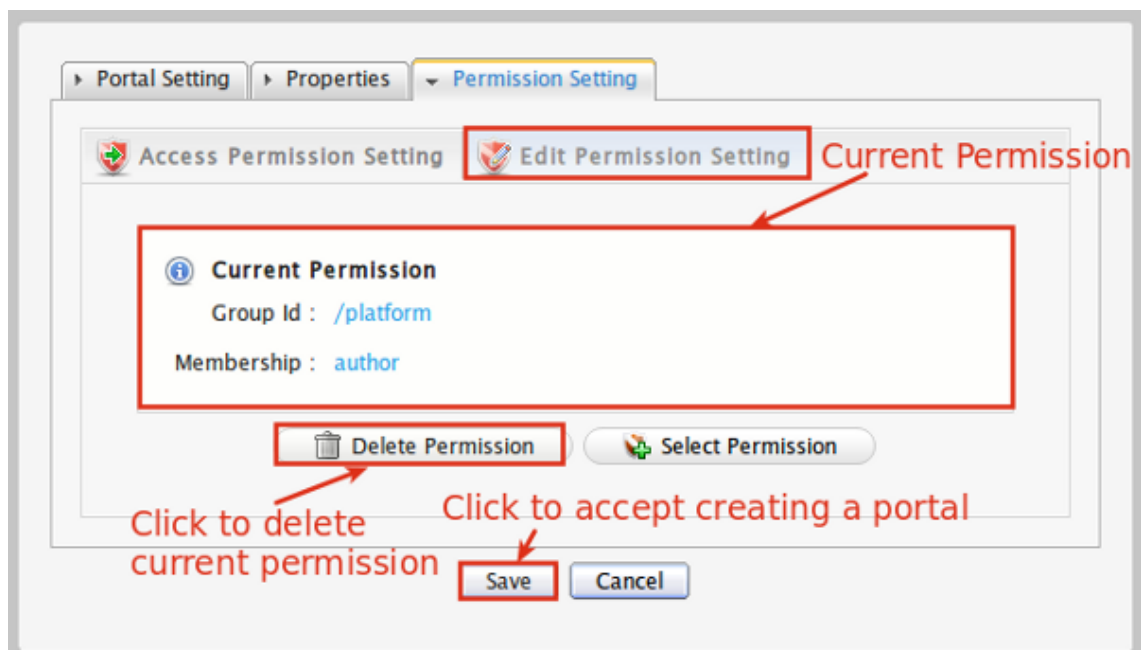 Portal Setting Properties Permission Setting
Access Permission Setting Edit Permission Setting Current Permission
Current Permission
Group Id : /platform
Membership : author
Delete Permission Select Permission
Click to delete
current permission
Click to accept creating a portal
Save Cancel